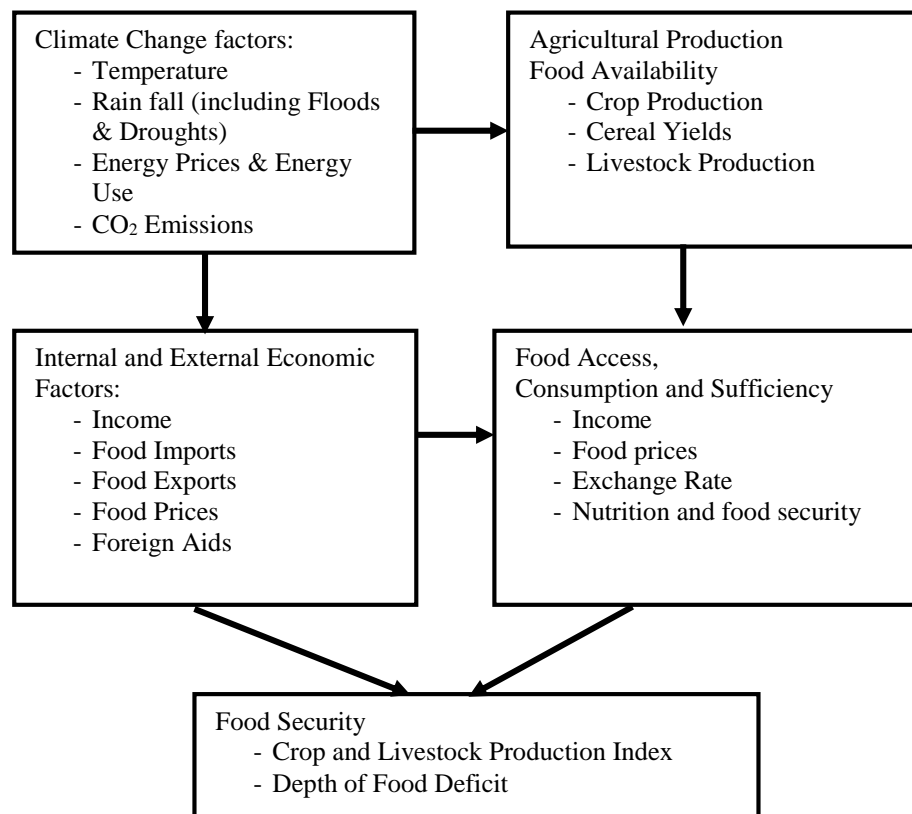 Climate Change factors:
- Temperature
- Rain fall (including Floods
& Droughts)
- Energy Prices & Energy
Use
- CO₂ Emissions
Agricultural Production
Food Availability
- Crop Production
- Cereal Yields
- Livestock Production
Internal and External Economic
Factors:
- Income
- Food Imports
- Food Exports
- Food Prices
- Foreign Aids
Food Access,
Consumption and Sufficiency
- Income
- Food prices
- Exchange Rate
- Nutrition and food security
Food Security
- Crop and Livestock Production Index
- Depth of Food Deficit